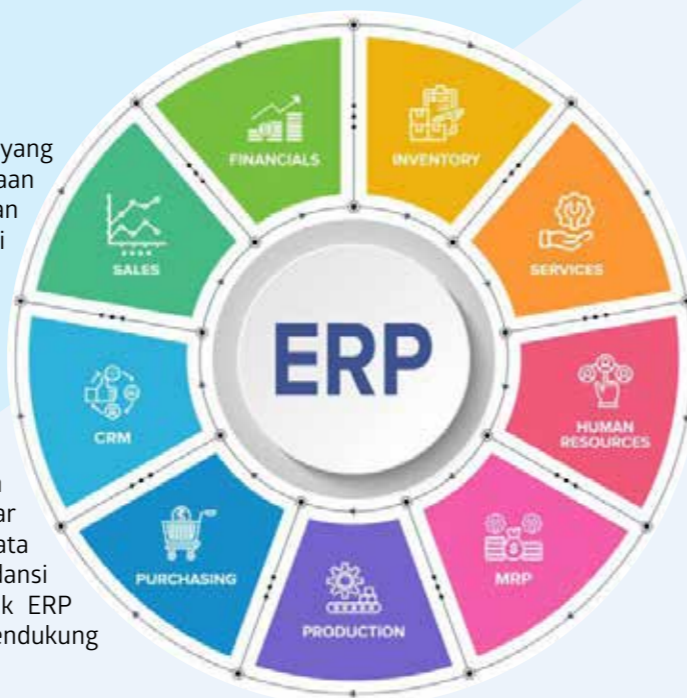 yang
aan
an
i
ar
ata
lansi
k ERP
endukung
FINANCIALS
INVENTORY
SERVICES
HUMAN
RESOURCES
MRP
PRODUCTION
PURCHASING
CRM
SALES
ERP